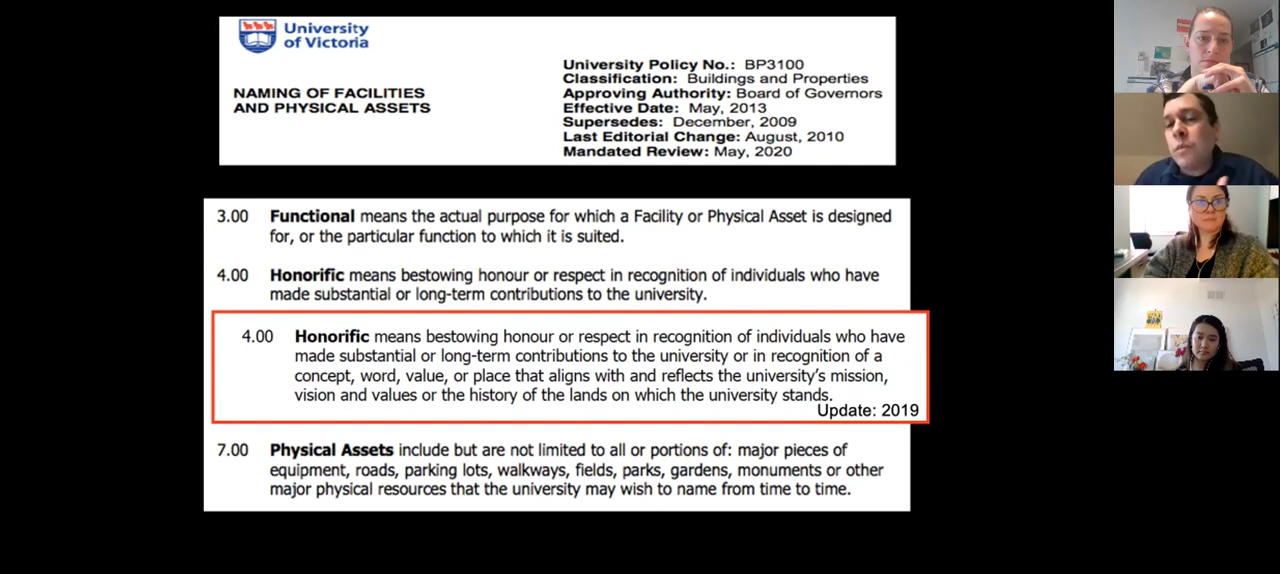 University
of Victoria
NAMING OF FACILITIES
AND PHYSICAL ASSETS
University Policy No.: BP3100
Classification: Buildings and Properties
Approving Authority: Board of Governors
Effective Date: May, 2013
Supersedes: December, 2009
Last Editorial Change: August, 2010
Mandated Review: May, 2020
3.00 Functional means the actual purpose for which a Facility or Physical Asset is designed
for, or the particular function to which it is suited.
4.00 Honorific means bestowing honour or respect in recognition of individuals who have
made substantial or long-term contributions to the university.
4.00 Honorific means bestowing honour or respect in recognition of individuals who have
made substantial or long-term contributions to the university or in recognition of a
concept, word, value, or place that aligns with and reflects the university's mission,
vision and values or the history of the lands on which the university stands.
Update: 2019
7.00 Physical Assets include but are not limited to all or portions of: major pieces of
equipment, roads, parking lots, walkways, fields, parks, gardens, monuments or other
major physical resources that the university may wish to name from time to time.